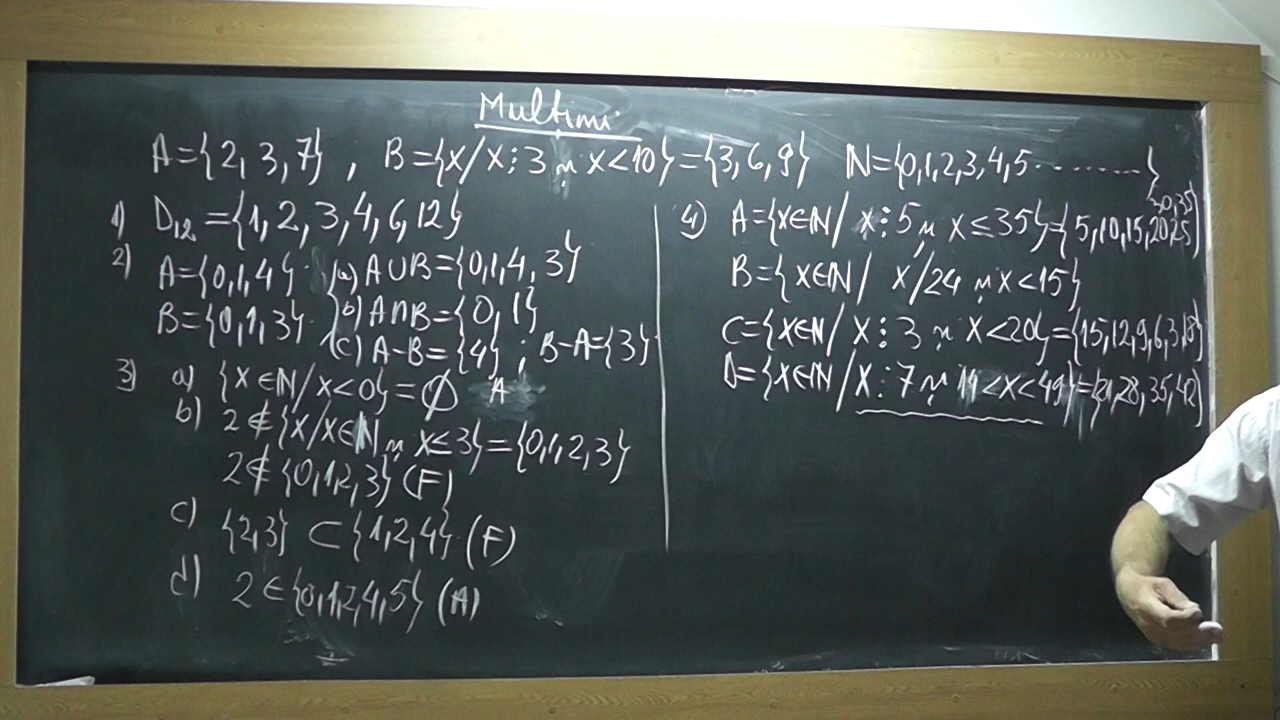 Multimi
A={2, 3, 7} , B={x/x⋮3 și x<10}={3, 6, 9} N={0,1,2,3,4,5.........}
1) D₁₂={1, 2, 3, 4, 6, 12}
2) A={0,1,4} a) A∪B={0,1,4, 3}
B={0,1,3} b) A∩B={0, 1}
c) A-B={4} ; B-A={3}
3) a) {x∈N/x<0}=∅ A
b) 2∉{x/x∈N și x≤3}={0,1,2,3}
2∉{0,1,2,3} (F)
c) {2,3} ⊂{1,2,4} (F)
d) 2∈{0,1,2,4,5} (A)
4) A={x∈N/ x⋮5 și x≤35}={5,10,15,20,25
30,35}
B={x∈N/ x/24 și x<15}
C={x∈N/ x⋮3 și x<20}={15,12,9,6,3,18}
D={x∈N/x⋮7 și 14<x<49}={21,28,35,42}